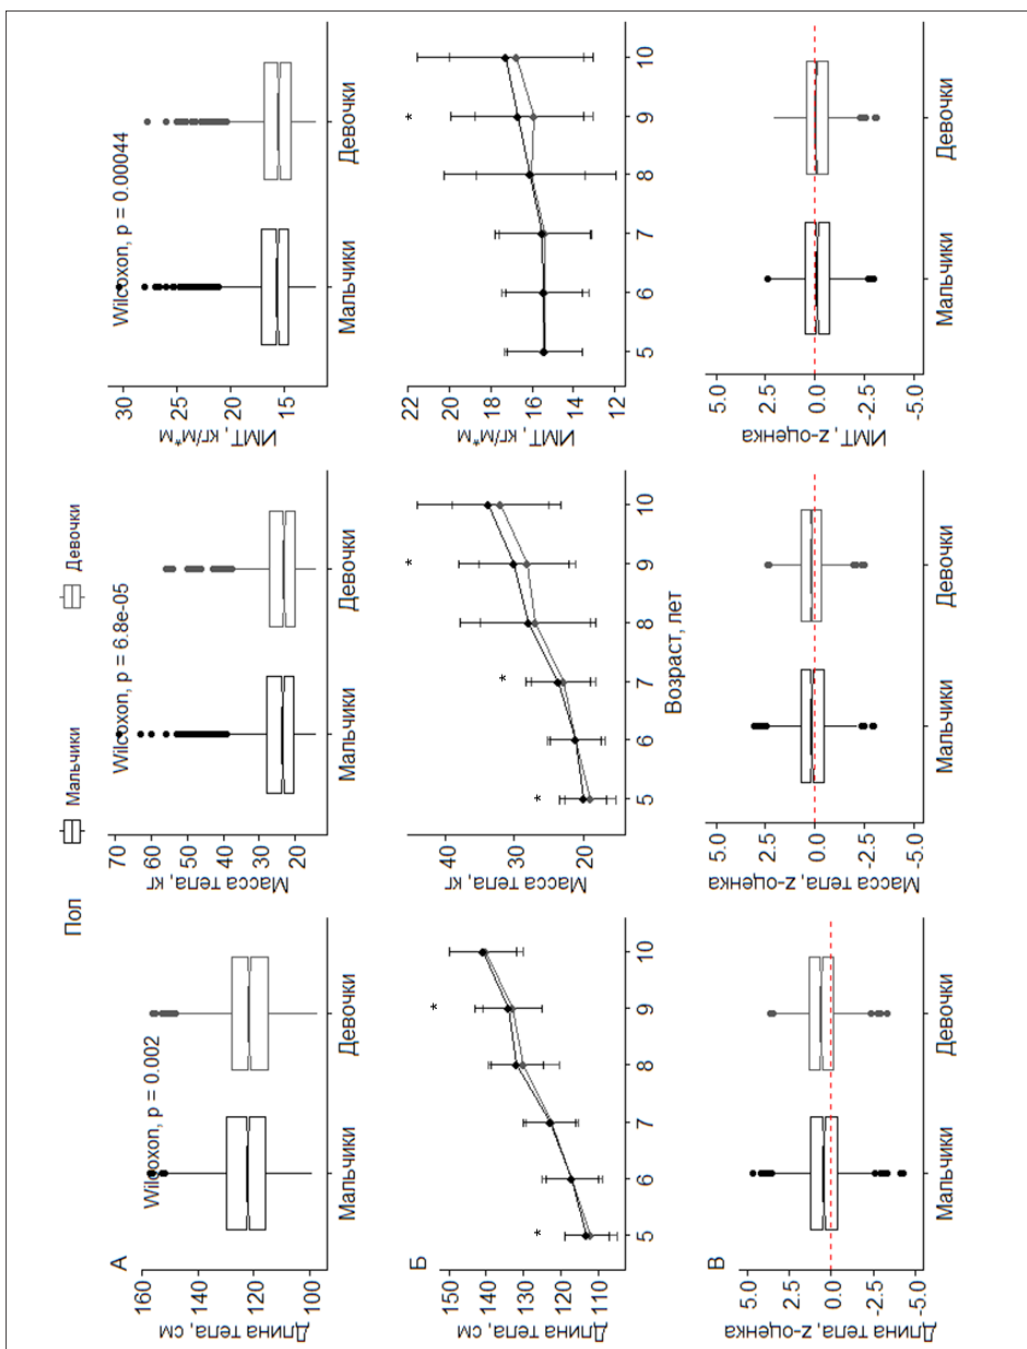 Пол Мальчики Девочки
А
Длина тела, см
160
140
120
100
Wilcoxon, p = 0.002
Мальчики Девочки
Масса тела, кг
70
60
50
40
30
20
Wilcoxon, p = 6.8e-05
Мальчики Девочки
ИМТ, кг/м*м
30
25
20
15
Wilcoxon, p = 0.00044
Мальчики Девочки
Б
Длина тела, см
150
140
130
120
110
* *
5 6 7 8 9 10
Масса тела, кг
40
30
20
* * *
5 6 7 8 9 10
Возраст, лет
ИМТ, кг/м*м
22
20
18
16
14
12
*
5 6 7 8 9 10
В
Длина тела, z-оценка
5.0
2.5
0.0
-2.5
-5.0
Мальчики Девочки
Масса тела, z-оценка
5.0
2.5
0.0
-2.5
-5.0
Мальчики Девочки
ИМТ, z-оценка
5.0
2.5
0.0
-2.5
-5.0
Мальчики Девочки